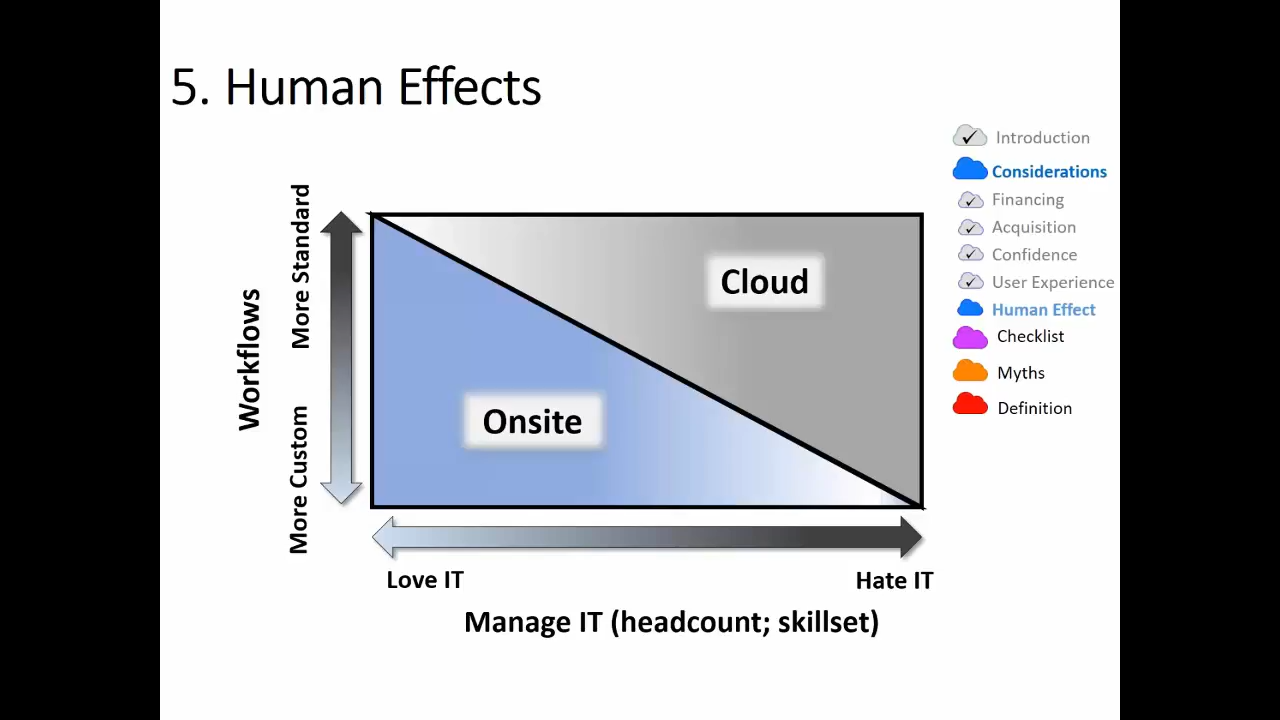 5. Human Effects
Introduction
Considerations
Financing
Acquisition
Confidence
User Experience
Human Effect
Checklist
Myths
Definition
Workflows
More Standard
More Custom
Cloud
Onsite
Love IT
Hate IT
Manage IT (headcount; skillset)